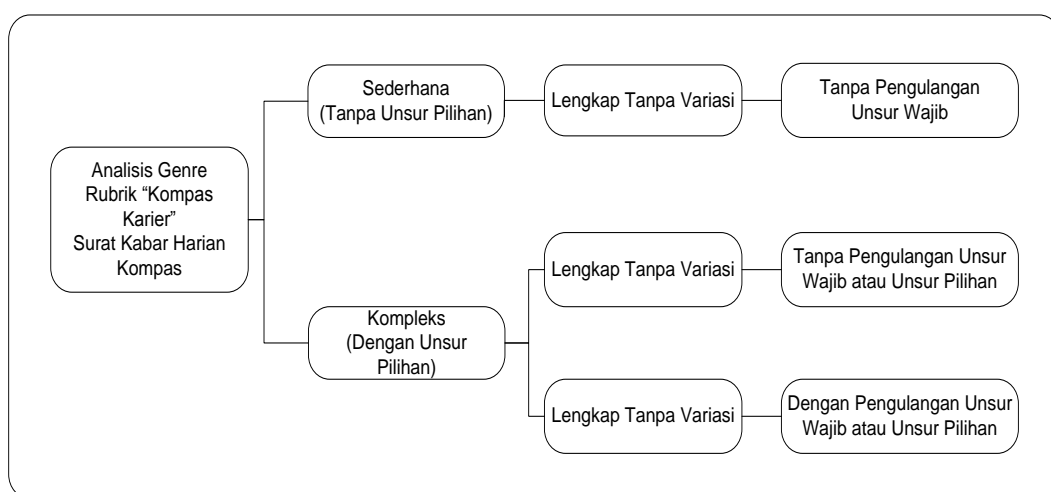 Analisis Genre
Rubrik “Kompas
Karier”
Surat Kabar Harian
Kompas
Sederhana
(Tanpa Unsur Pilihan)
Lengkap Tanpa Variasi
Tanpa Pengulangan
Unsur Wajib
Kompleks
(Dengan Unsur
Pilihan)
Lengkap Tanpa Variasi
Tanpa Pengulangan Unsur
Wajib atau Unsur Pilihan
Lengkap Tanpa Variasi
Dengan Pengulangan Unsur
Wajib atau Unsur Pilihan